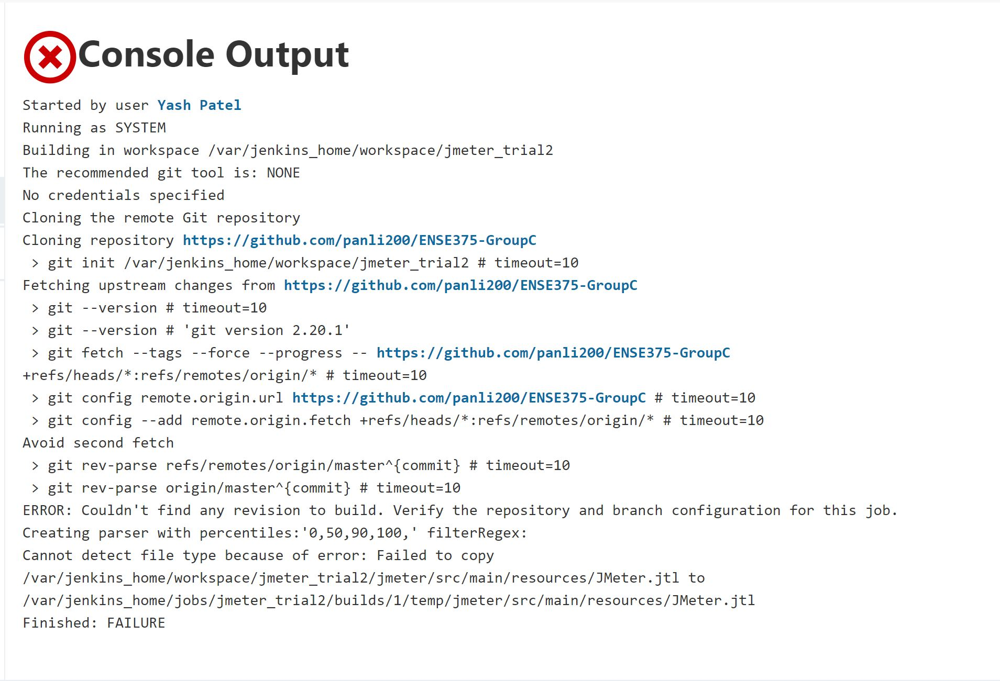 Console Output
Started by user Yash Patel
Running as SYSTEM
Building in workspace /var/jenkins_home/workspace/jmeter_trial2
The recommended git tool is: NONE
No credentials specified
Cloning the remote Git repository
Cloning repository https://github.com/panli200/ENSE375-GroupC
 > git init /var/jenkins_home/workspace/jmeter_trial2 # timeout=10
Fetching upstream changes from https://github.com/panli200/ENSE375-GroupC
 > git --version # timeout=10
 > git --version # 'git version 2.20.1'
 > git fetch --tags --force --progress -- https://github.com/panli200/ENSE375-GroupC
+refs/heads/*:refs/remotes/origin/* # timeout=10
 > git config remote.origin.url https://github.com/panli200/ENSE375-GroupC # timeout=10
 > git config --add remote.origin.fetch +refs/heads/*:refs/remotes/origin/* # timeout=10
Avoid second fetch
 > git rev-parse refs/remotes/origin/master^{commit} # timeout=10
 > git rev-parse origin/master^{commit} # timeout=10
ERROR: Couldn't find any revision to build. Verify the repository and branch configuration for this job.
Creating parser with percentiles:'0,50,90,100,' filterRegex:
Cannot detect file type because of error: Failed to copy
/var/jenkins_home/workspace/jmeter_trial2/jmeter/src/main/resources/JMeter.jtl to
/var/jenkins_home/jobs/jmeter_trial2/builds/1/temp/jmeter/src/main/resources/JMeter.jtl
Finished: FAILURE